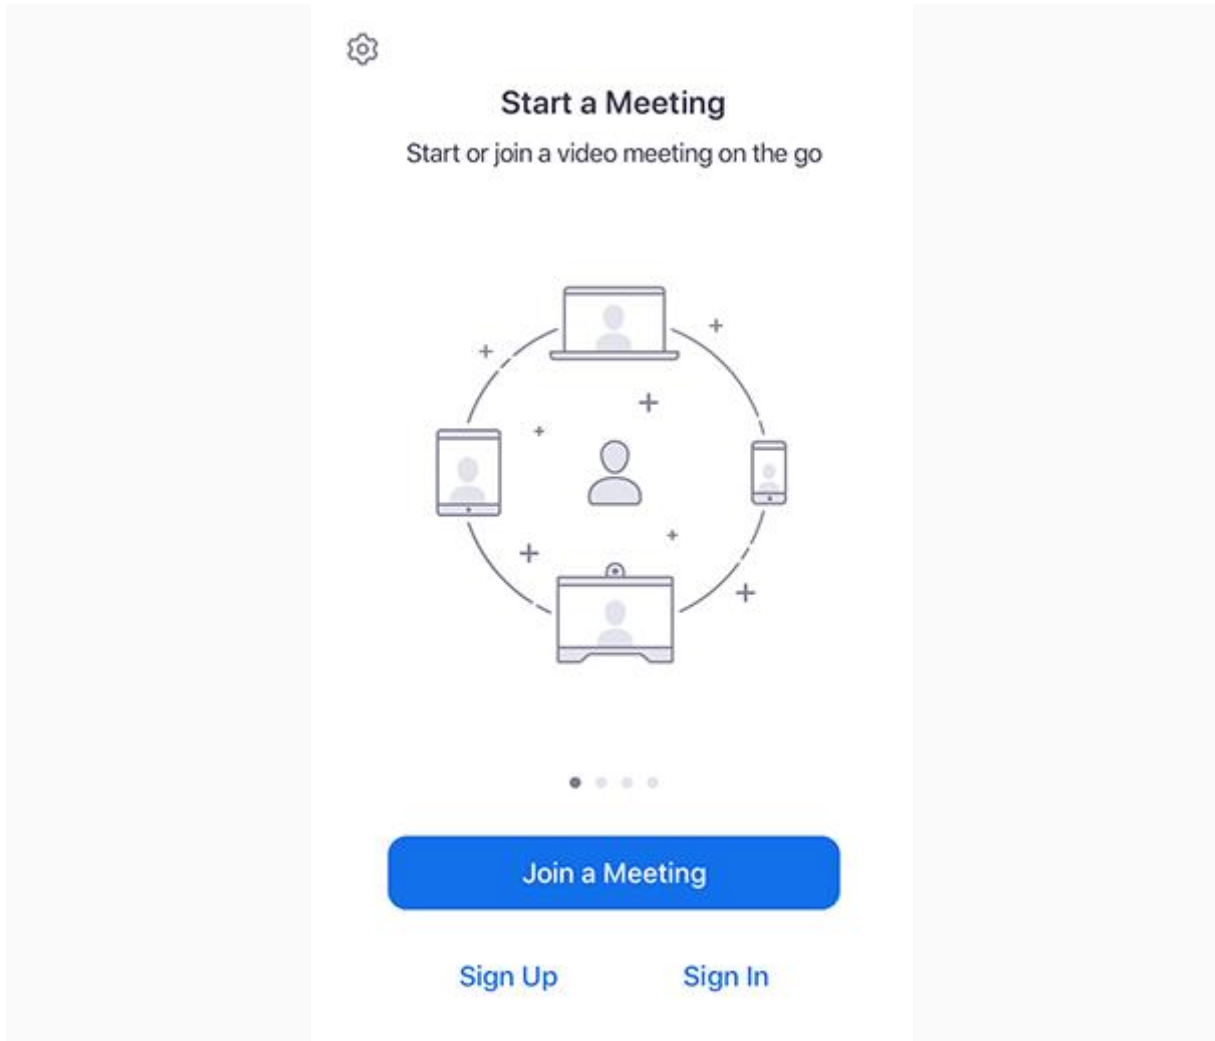 Start a Meeting
Start or join a video meeting on the go
Join a Meeting
Sign Up
Sign In